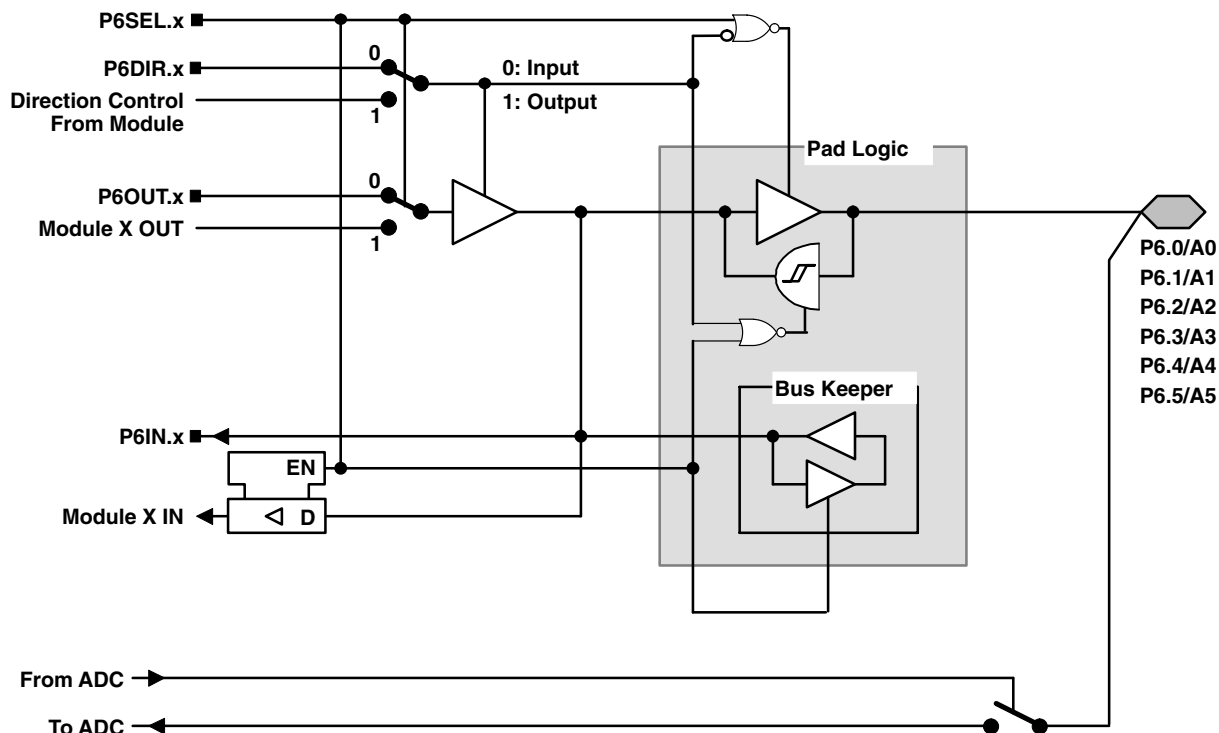 P6SEL.x
P6DIR.x
0
0: Input
Direction Control
From Module
1
1: Output
Pad Logic
P6OUT.x
0
Module X OUT
1
P6.0/A0
P6.1/A1
P6.2/A2
P6.3/A3
P6.4/A4
P6.5/A5
Bus Keeper
P6IN.x
EN
Module X IN
D
From ADC
To ADC